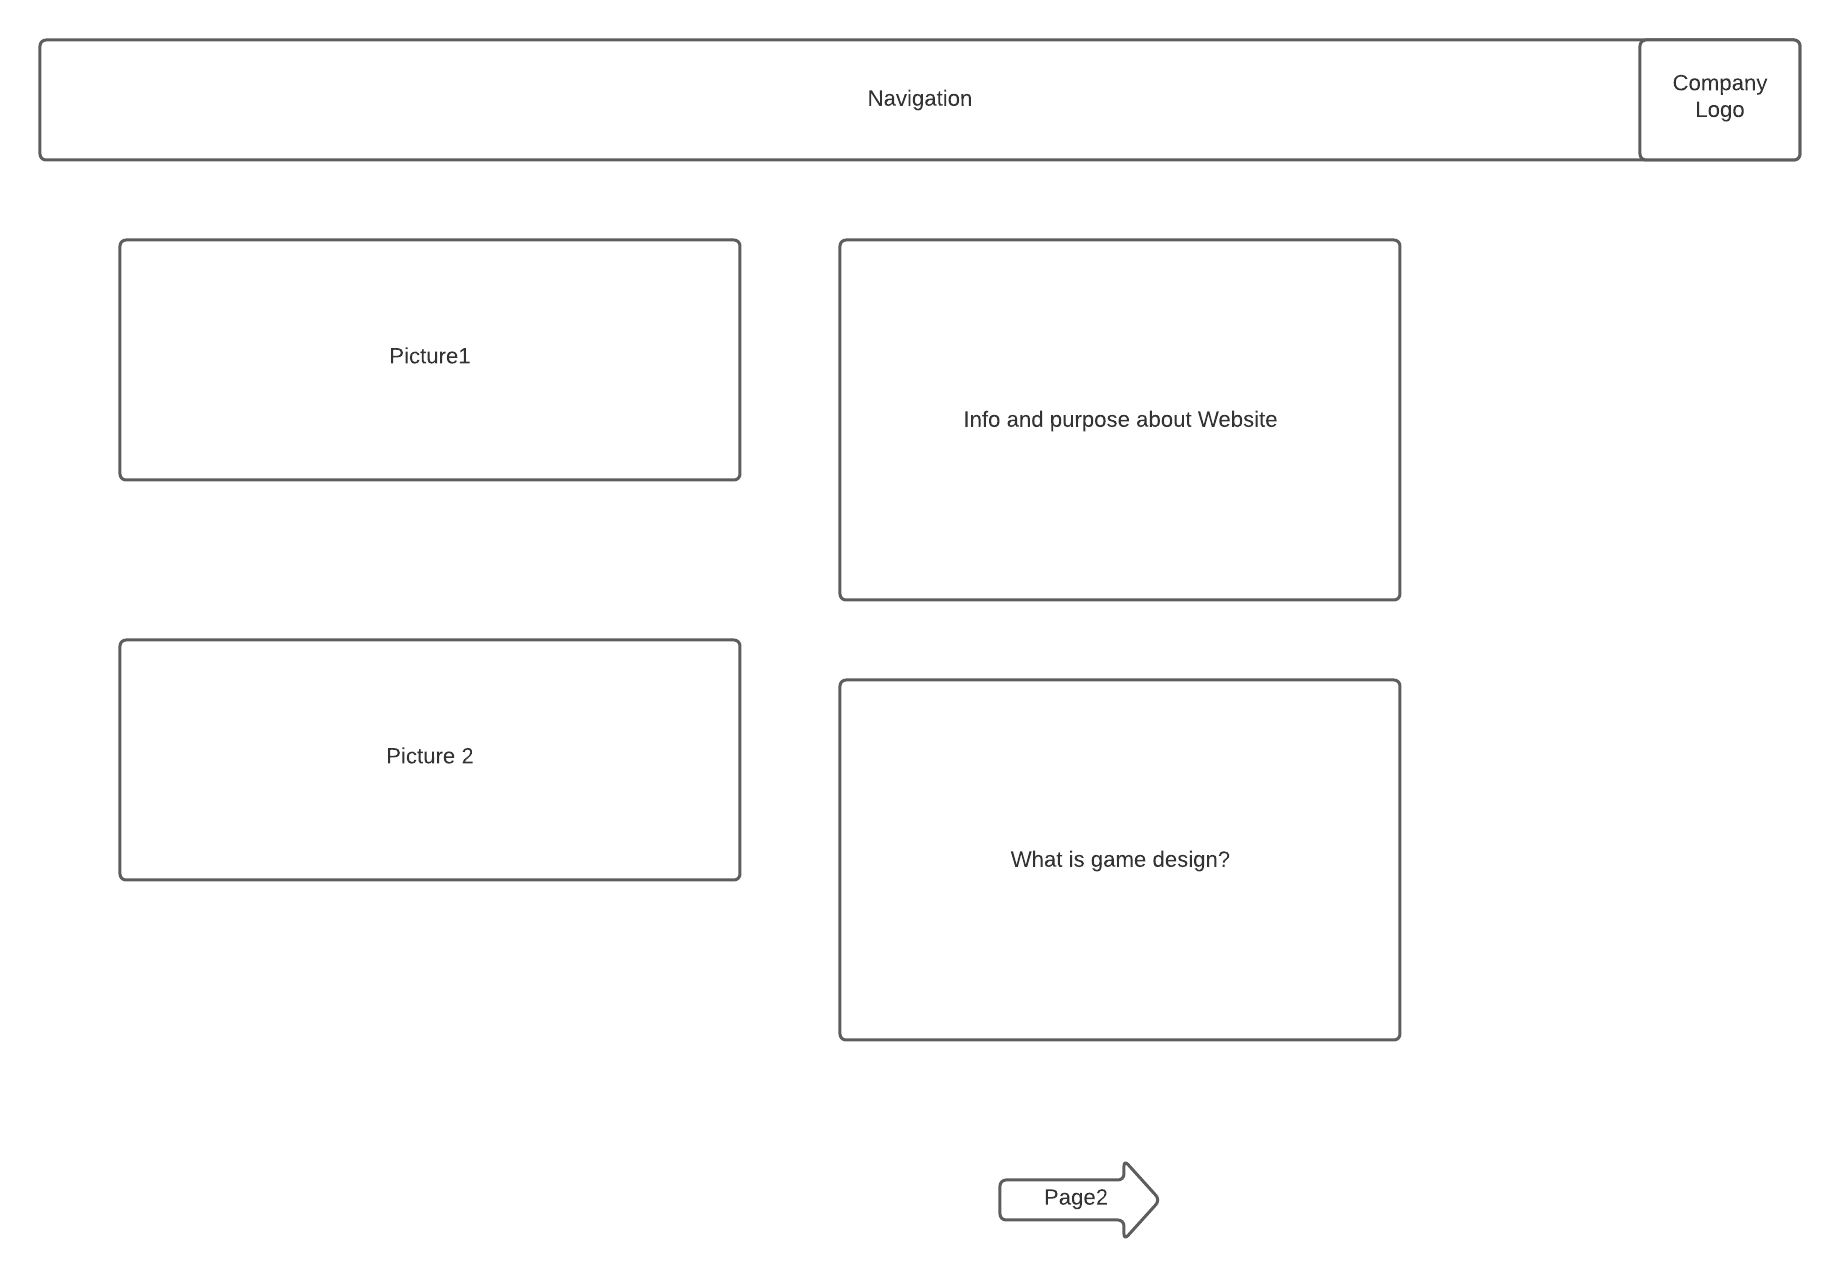 Navigation
Company
Logo
Picture1
Info and purpose about Website
Picture 2
What is game design?
Page2